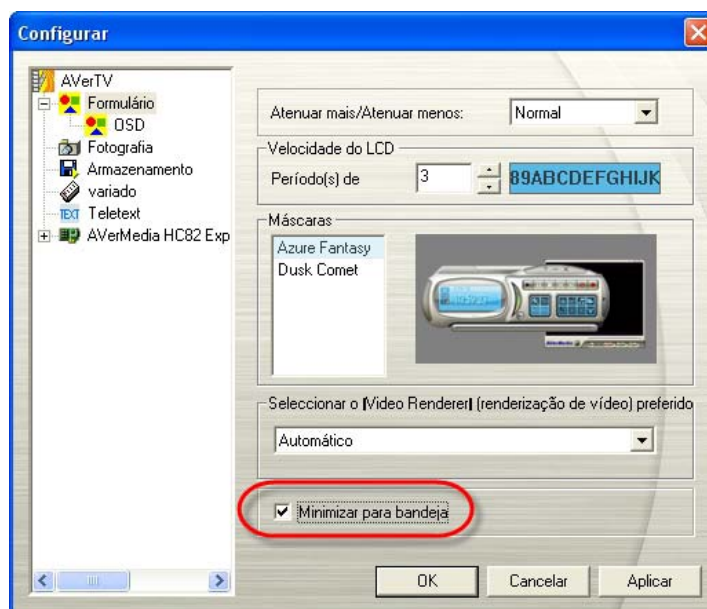 Configurar
AVerTV
Formulário
OSD
Fotografia
Armazenamento
variado
TEXT Teletext
AVerMedia HC82 Exp
Atenuar mais/Atenuar menos: Normal
Velocidade do LCD
Período(s) de 3 89ABCDEFGHIJK
Máscaras
Azure Fantasy
Dusk Comet
Seleccionar o |Video Renderer| (renderização de vídeo) preferido
Automático
Minimizar para bandeja
OK Cancelar Aplicar